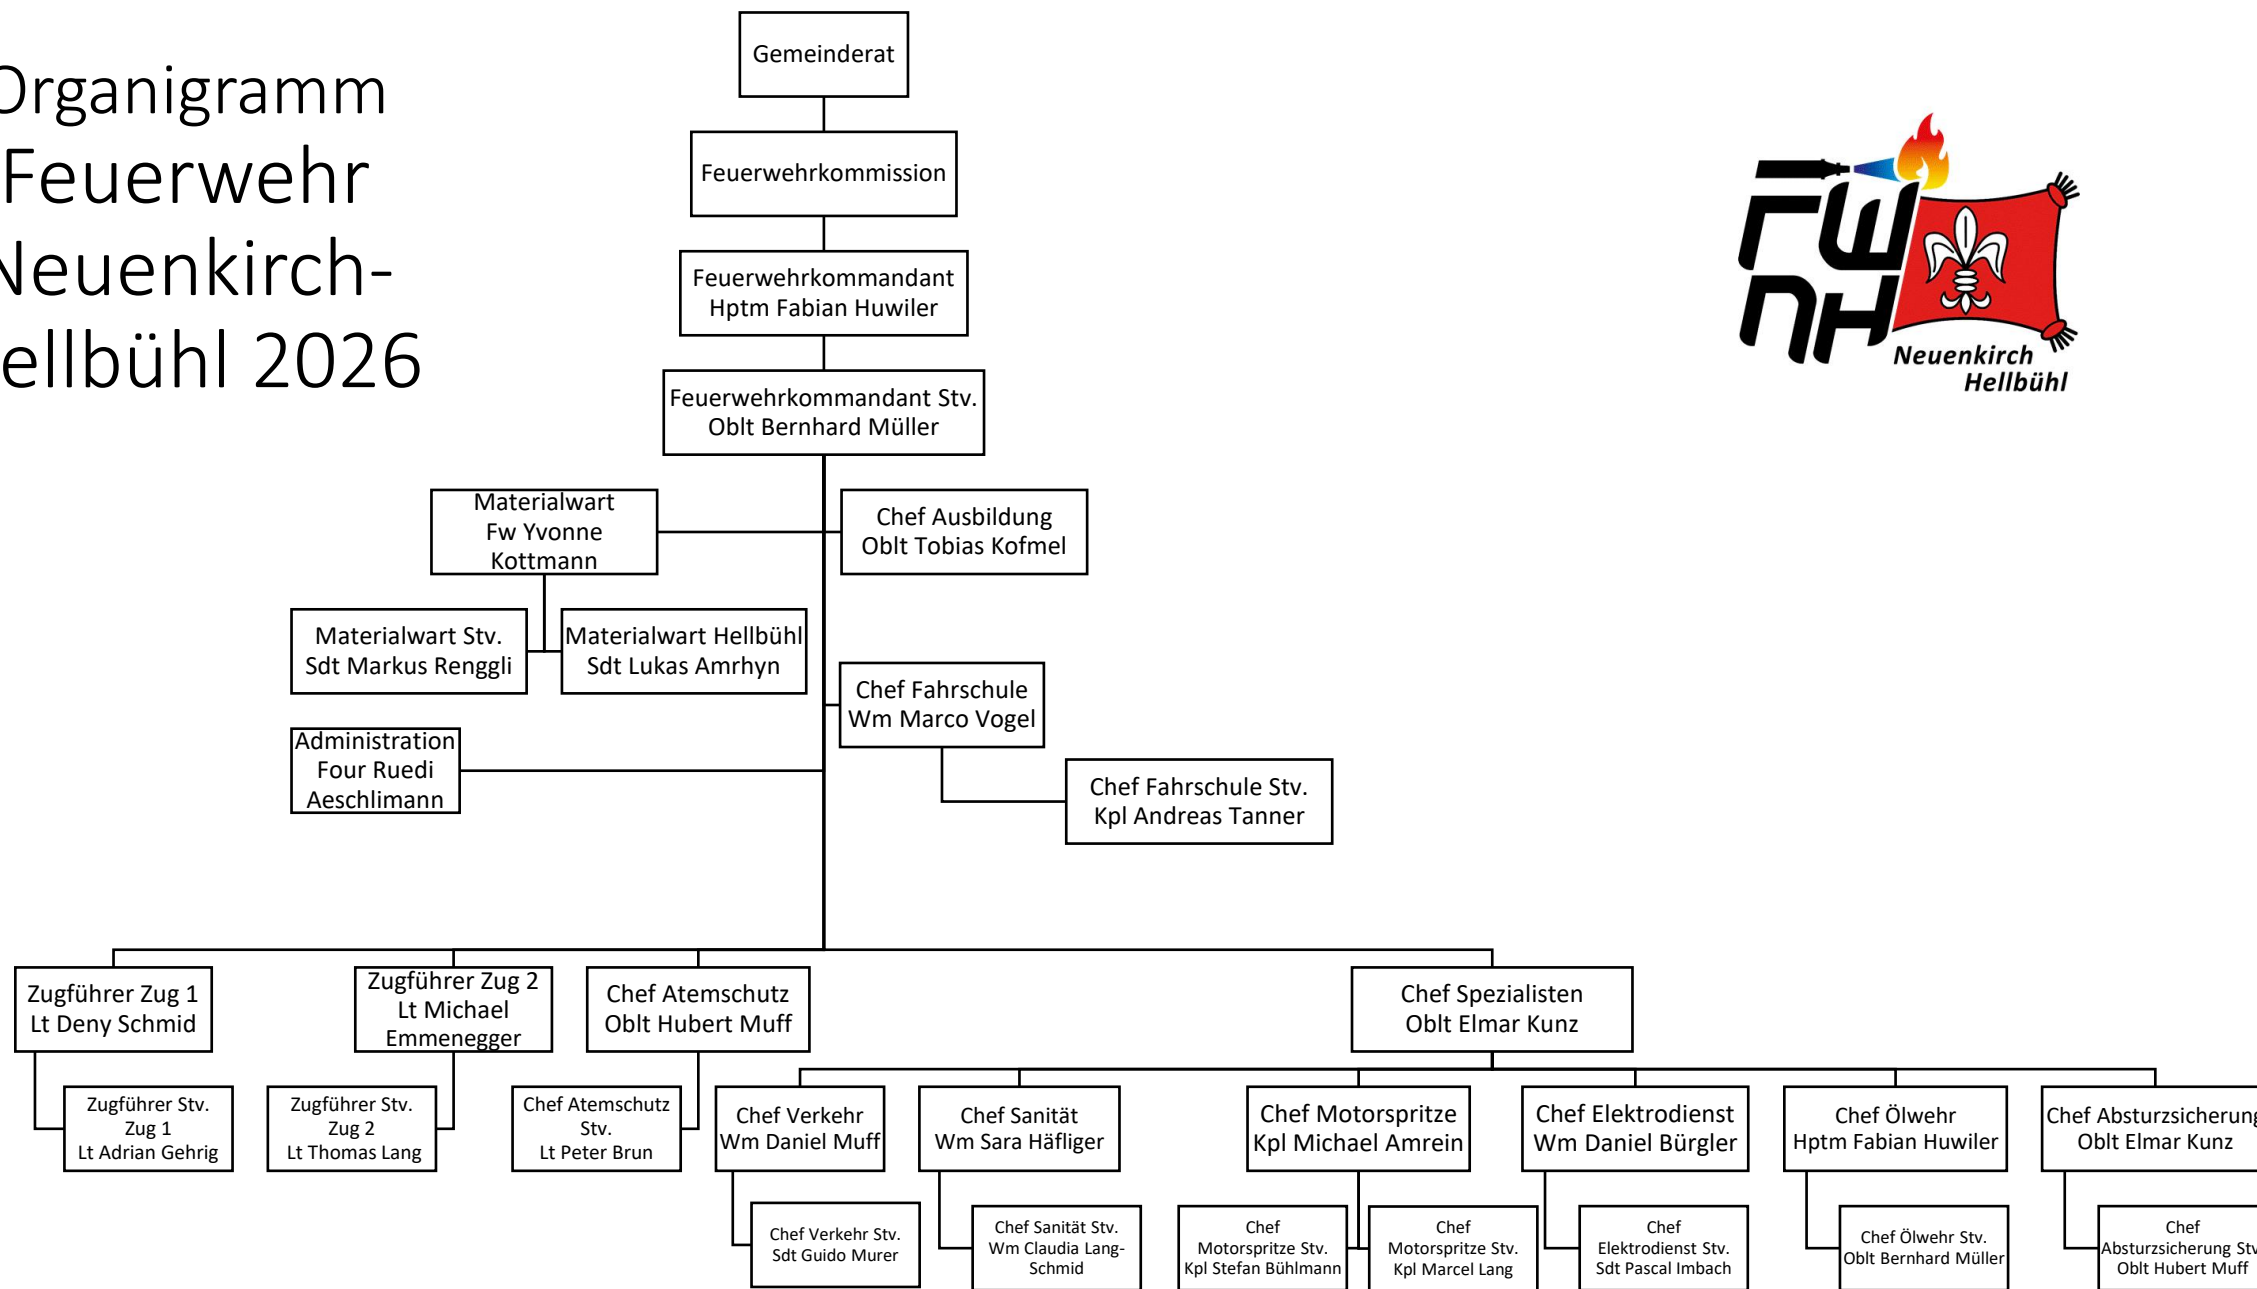 Organigramm
Feuerwehr
Neuenkirch-
ellbühl 2026
Gemeinderat
Feuerwehrkommission
Feuerwehrkommandant
Hptm Fabian Huwiler
Feuerwehrkommandant Stv.
Oblt Bernhard Müller
FW
NH
Neuenkirch
Hellbühl
Materialwart
Fw Yvonne
Kottmann
Chef Ausbildung
Oblt Tobias Kofmel
Materialwart Stv.
Sdt Markus Renggli
Materialwart Hellbühl
Sdt Lukas Amrhyn
Chef Fahrschule
Wm Marco Vogel
Administration
Four Ruedi
Aeschlimann
Chef Fahrschule Stv.
Kpl Andreas Tanner
Zugführer Zug 1
Lt Deny Schmid
Zugführer Zug 2
Lt Michael
Emmenegger
Chef Atemschutz
Oblt Hubert Muff
Chef Spezialisten
Oblt Elmar Kunz
Zugführer Stv.
Zug 1
Lt Adrian Gehrig
Zugführer Stv.
Zug 2
Lt Thomas Lang
Chef Atemschutz
Stv.
Lt Peter Brun
Chef Verkehr
Wm Daniel Muff
Chef Sanität
Wm Sara Häfliger
Chef Motorspritze
Kpl Michael Amrein
Chef Elektrodienst
Wm Daniel Bürgler
Chef Ölwehr
Hptm Fabian Huwiler
Chef Absturzsicherung
Oblt Elmar Kunz
Chef Verkehr Stv.
Sdt Guido Murer
Chef Sanität Stv.
Wm Claudia Lang-
Schmid
Chef
Motorspritze Stv.
Kpl Stefan Bühlmann
Chef
Motorspritze Stv.
Kpl Marcel Lang
Chef
Elektrodienst Stv.
Sdt Pascal Imbach
Chef Ölwehr Stv.
Oblt Bernhard Müller
Chef
Absturzsicherung Stv
Oblt Hubert Muff